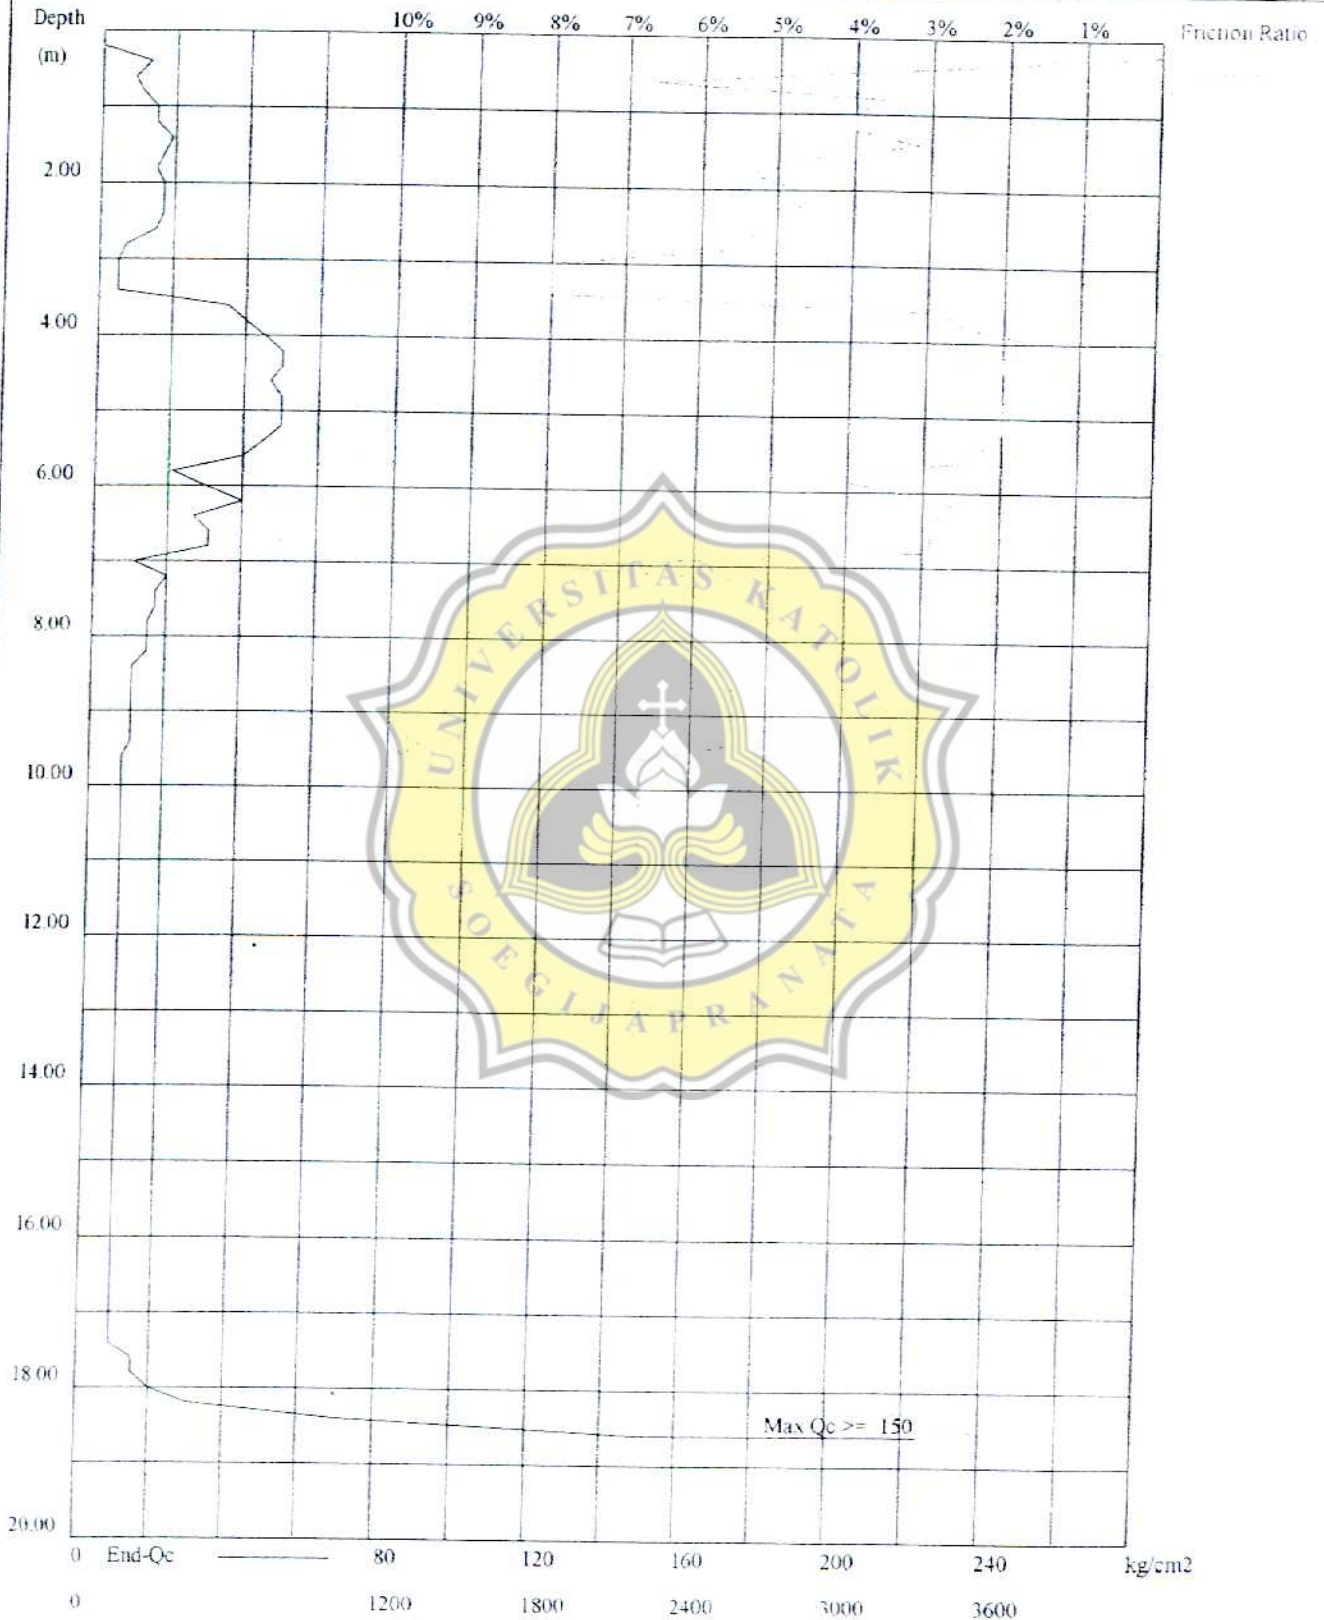 Depth 10% 9% 8% 7% 6% 5% 4% 3% 2% 1% Friction Ratio
(m)
2.00
4.00
6.00
8.00
10.00
12.00
14.00
16.00
18.00
20.00
UNIVERSITAS KATOLIK
SOEGIJAPRANATA
Max Qc >= 150
0 End-Qc 80 120 160 200 240 kg/cm2
0 1200 1800 2400 3000 3600